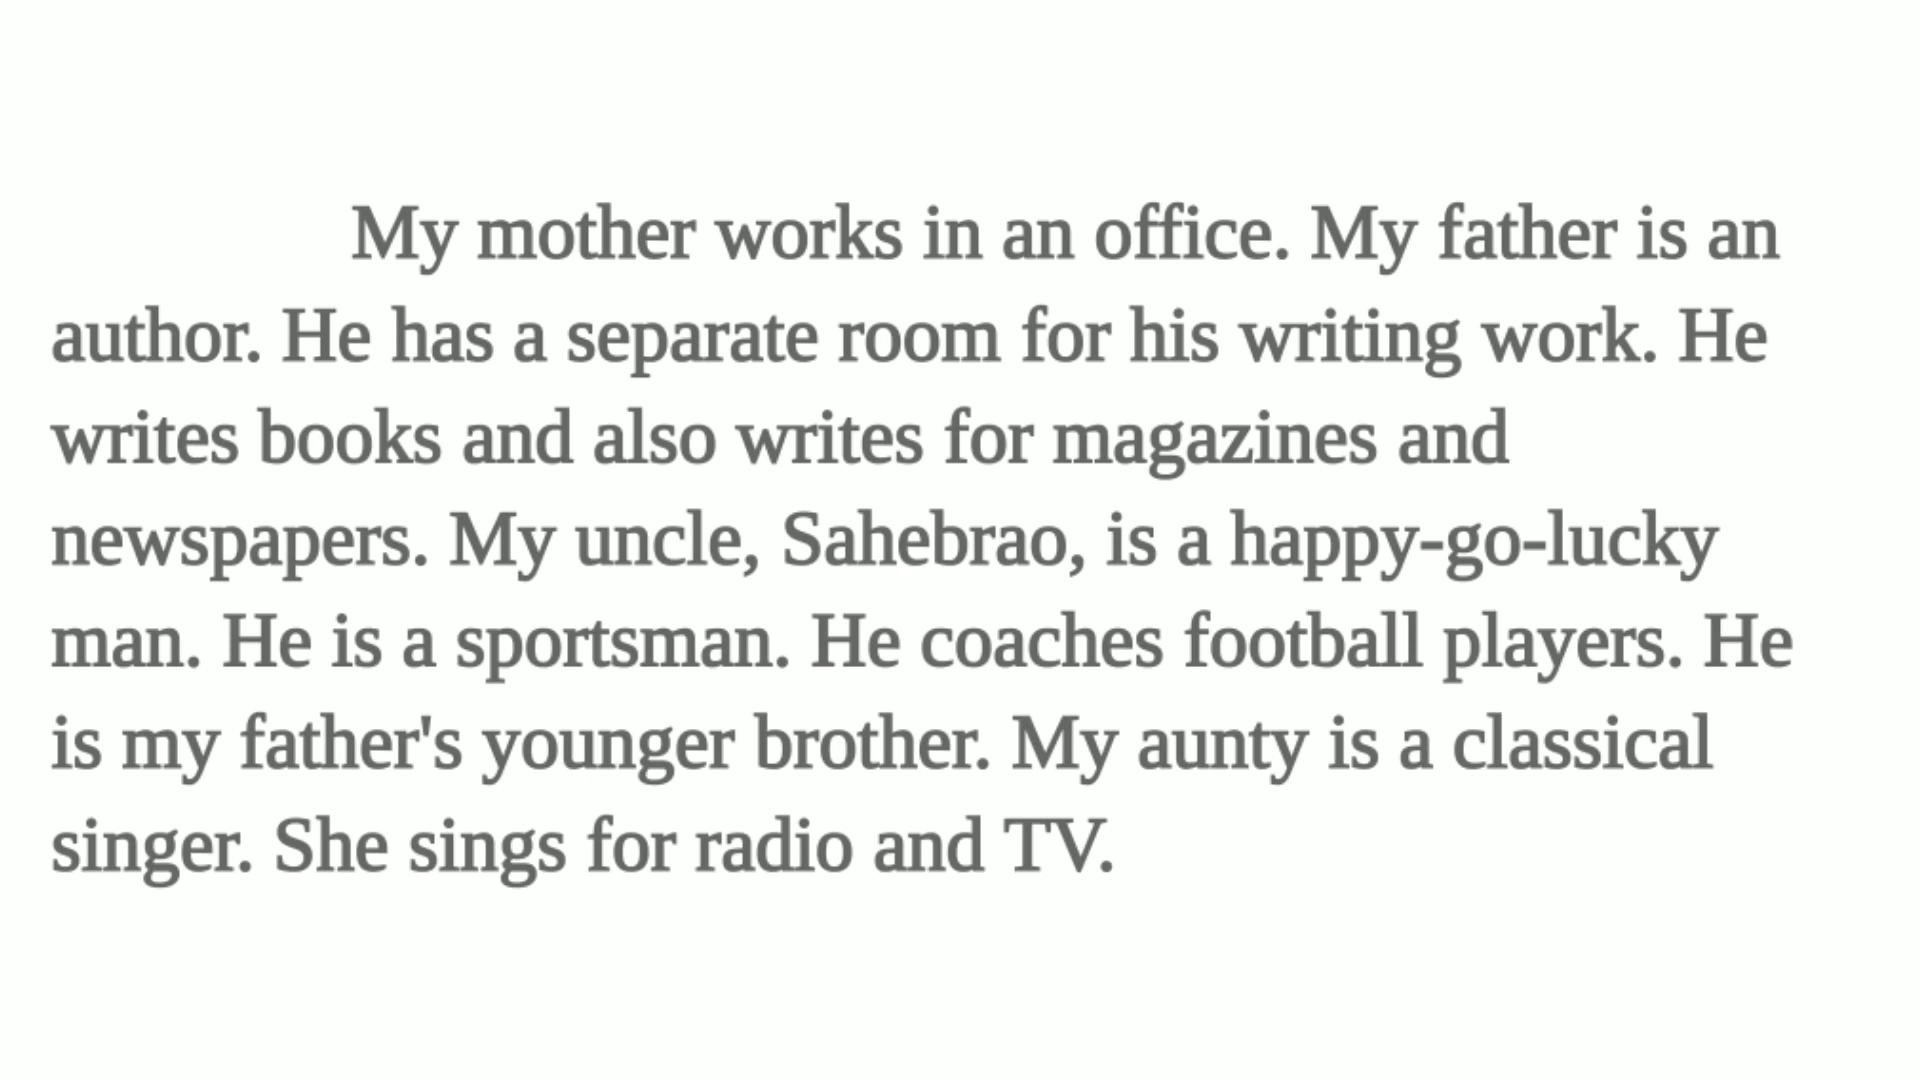 My mother works in an office. My father is an
author. He has a separate room for his writing work. He
writes books and also writes for magazines and
newspapers. My uncle, Sahebrao, is a happy-go-lucky
man. He is a sportsman. He coaches football players. He
is my father's younger brother. My aunty is a classical
singer. She sings for radio and TV.